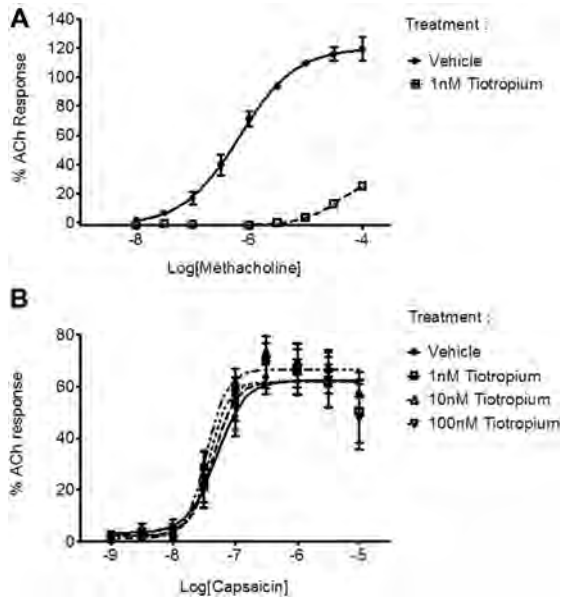 A
% ACh Response
140
120
100
80
60
40
20
0
-8
-6
-4
Log[Methacholine]
Treatment :
Vehicle
1nM Tiotropium
B
% ACh response
80
60
40
20
0
-9
-8
-7
-6
-5
Log[Capsaicin]
Treatment :
Vehicle
1nM Tiotropium
10nM Tiotropium
100nM Tiotropium